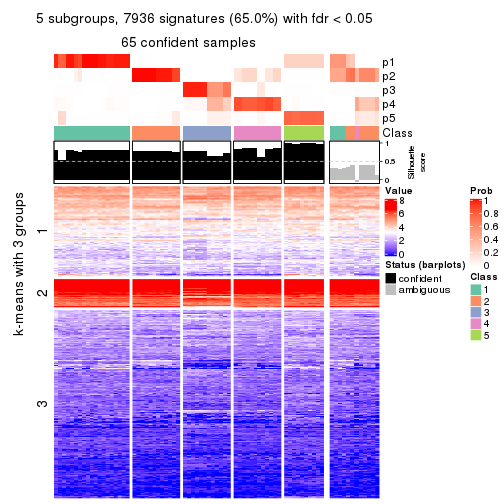 5 subgroups, 7936 signatures (65.0%) with fdr < 0.05
65 confident samples
p1
p2
p3
p4
p5
Class
1
0.5
0
Silhouette
score
k-means with 3 groups
1
2
3
Value
8
6
4
2
0
Status (barplots)
confident
ambiguous
Prob
1
0.8
0.6
0.4
0.2
0
Class
1
2
3
4
5